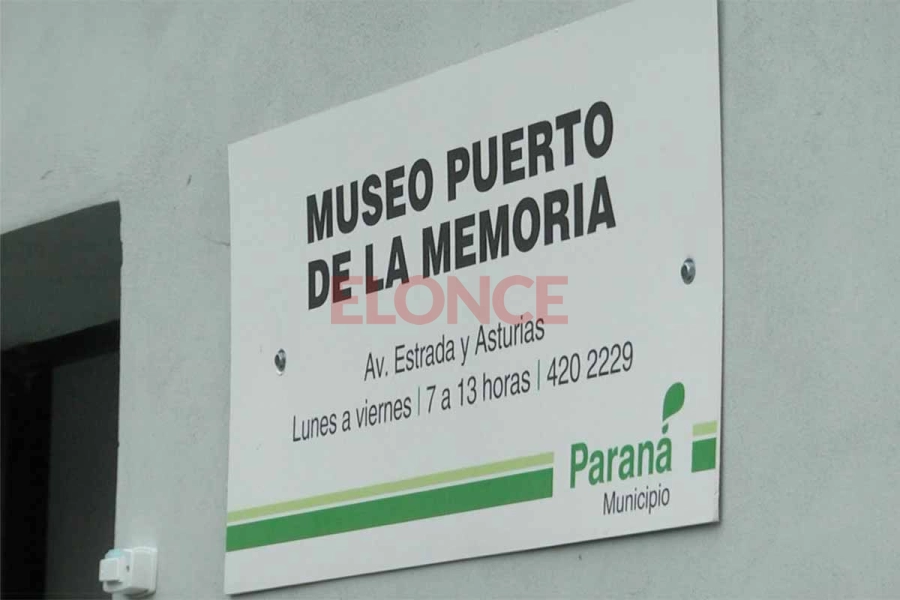 MUSEO PUERTO
DE LA MEMORIA
ELONCE
Av. Estrada y Asturias
Lunes a viernes | 7 a 13 horas | 420 2229
Paraná
Municipio